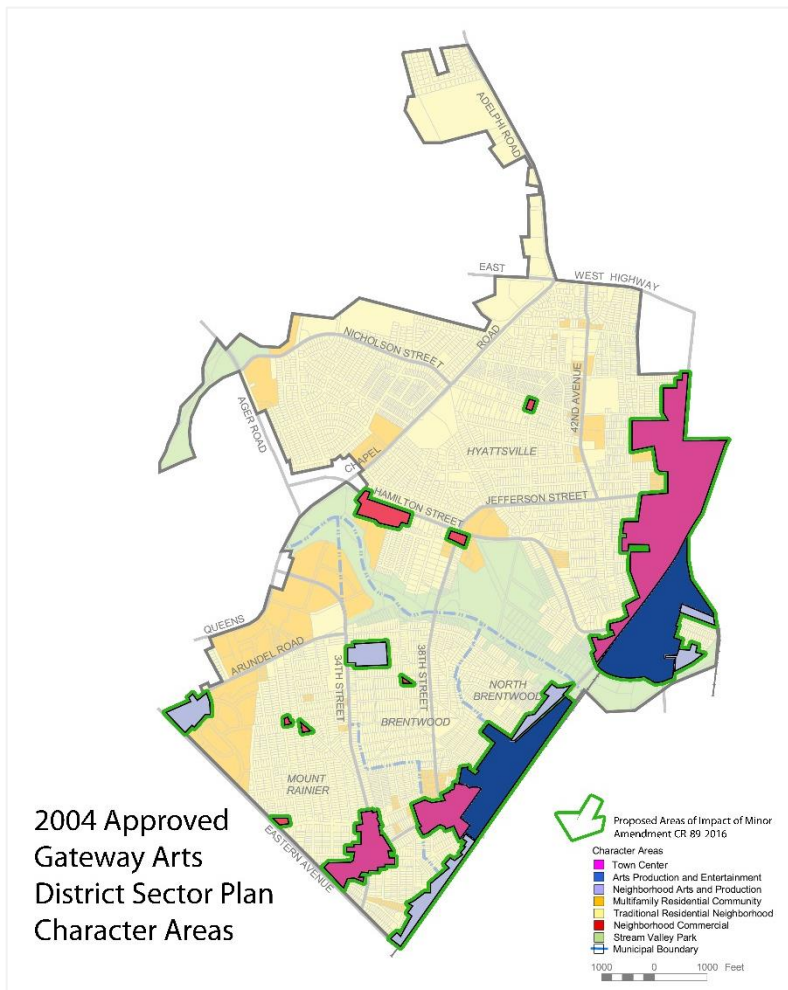 ADELPHI ROAD
EAST
WEST HIGHWAY
NICHOLSON STREET
ROAD
42ND AVENUE
AGER ROAD
CHAPEL
HYATTSVILLE
HAMILTON STREET
JEFFERSON STREET
QUEENS
ARUNDEL ROAD
34TH STREET
38TH STREET
NORTH
BRENTWOOD
BRENTWOOD
MOUNT
RAINIER
EASTERN AVENUE
2004 Approved
Gateway Arts
District Sector Plan
Character Areas
Proposed Areas of Impact of Minor
Amendment CR 89 2016
Character Areas
Town Center
Arts Production and Entertainment
Neighborhood Arts and Production
Multifamily Residential Community
Traditional Residential Neighborhood
Neighborhood Commercial
Stream Valley Park
Municipal Boundary
1000 0 1000 Feet